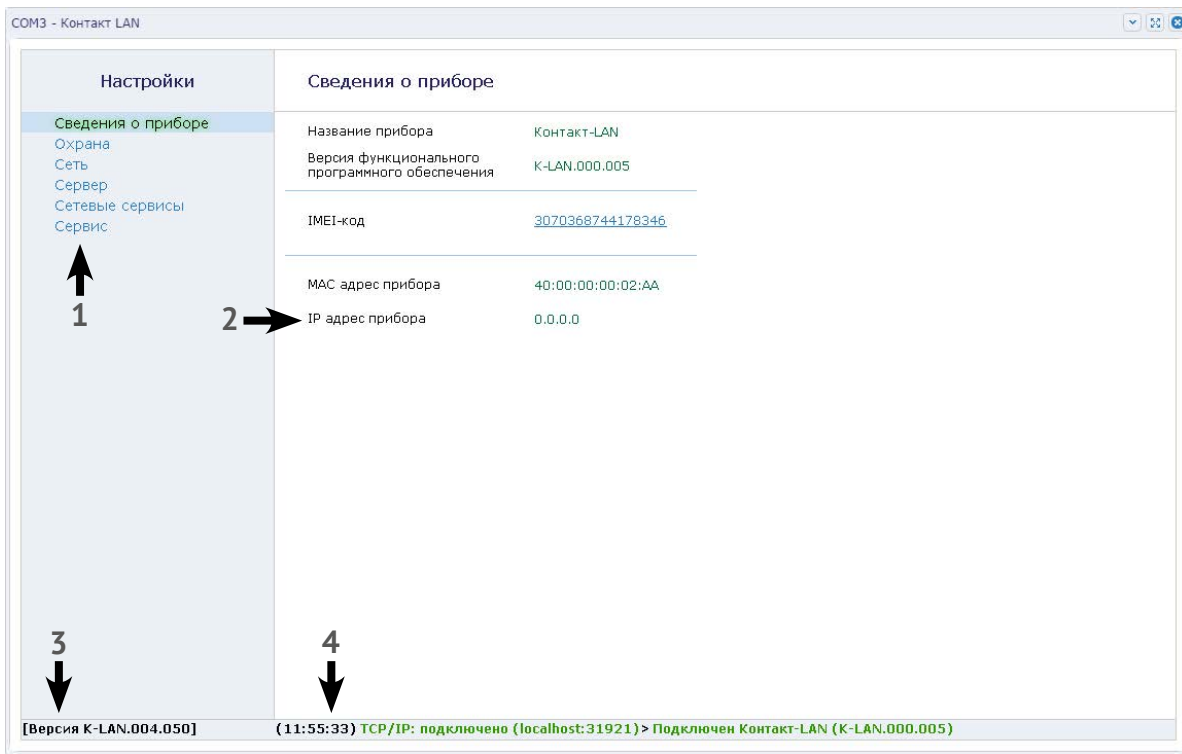 COM3 - Контакт LAN
Настройки
Сведения о приборе
Охрана
Сеть
Сервер
Сетевые сервисы
Сервис
1
Сведения о приборе
Название прибора Контакт-LAN
Версия функционального
программного обеспечения K-LAN.000.005
IMEI-код 3070368744178346
MAC адрес прибора 40:00:00:00:02:AA
2 IP адрес прибора 0.0.0.0
3 4
[Версия K-LAN.004.050] (11:55:33) TCP/IP: подключено (localhost:31921)> Подключен Контакт-LAN (K-LAN.000.005)